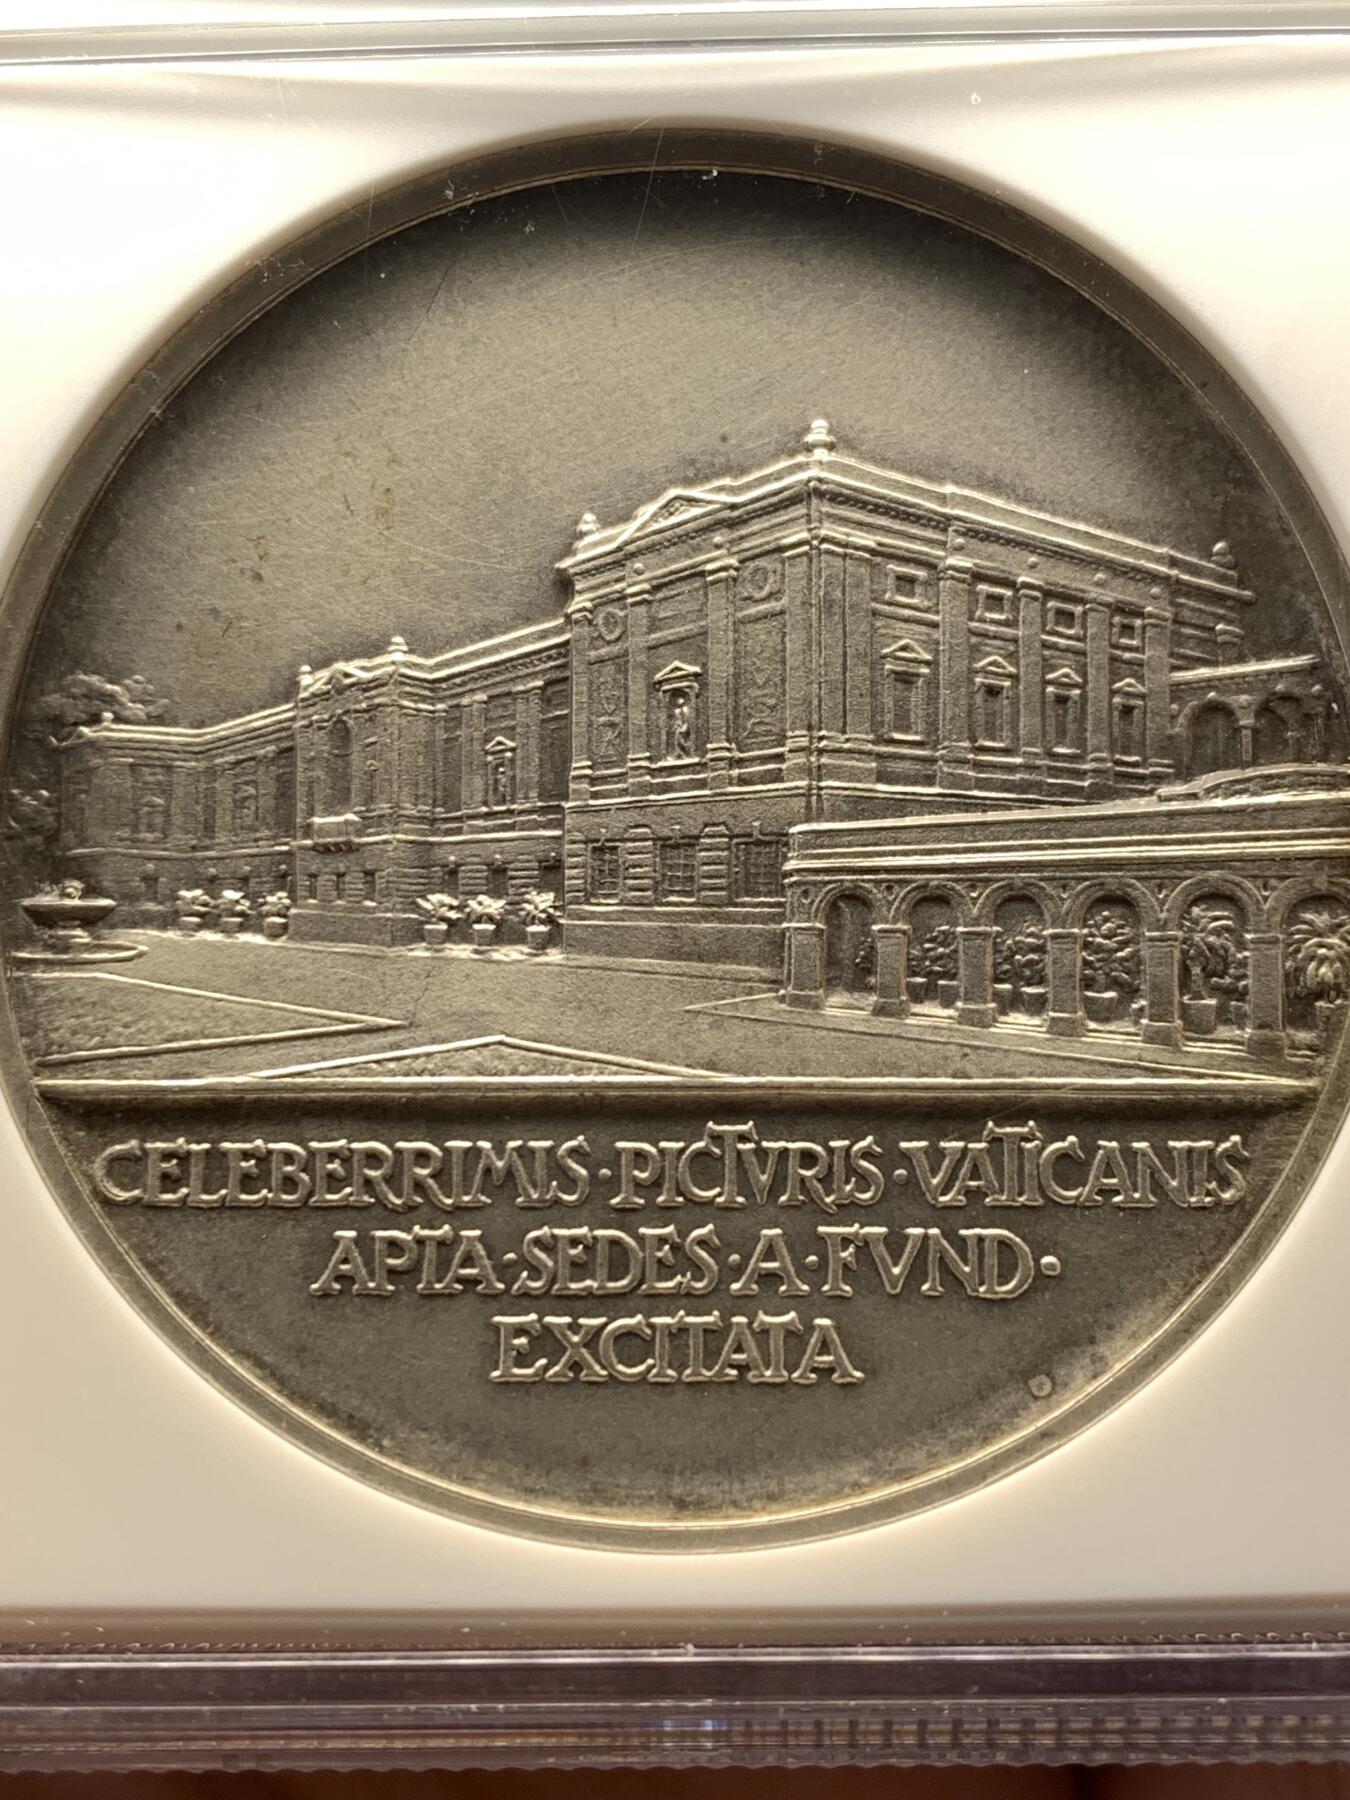 CELEBERRIMIS·PICTVRIS·VATICANIS
APTA·SEDES·A·FVND·
EXCITATA